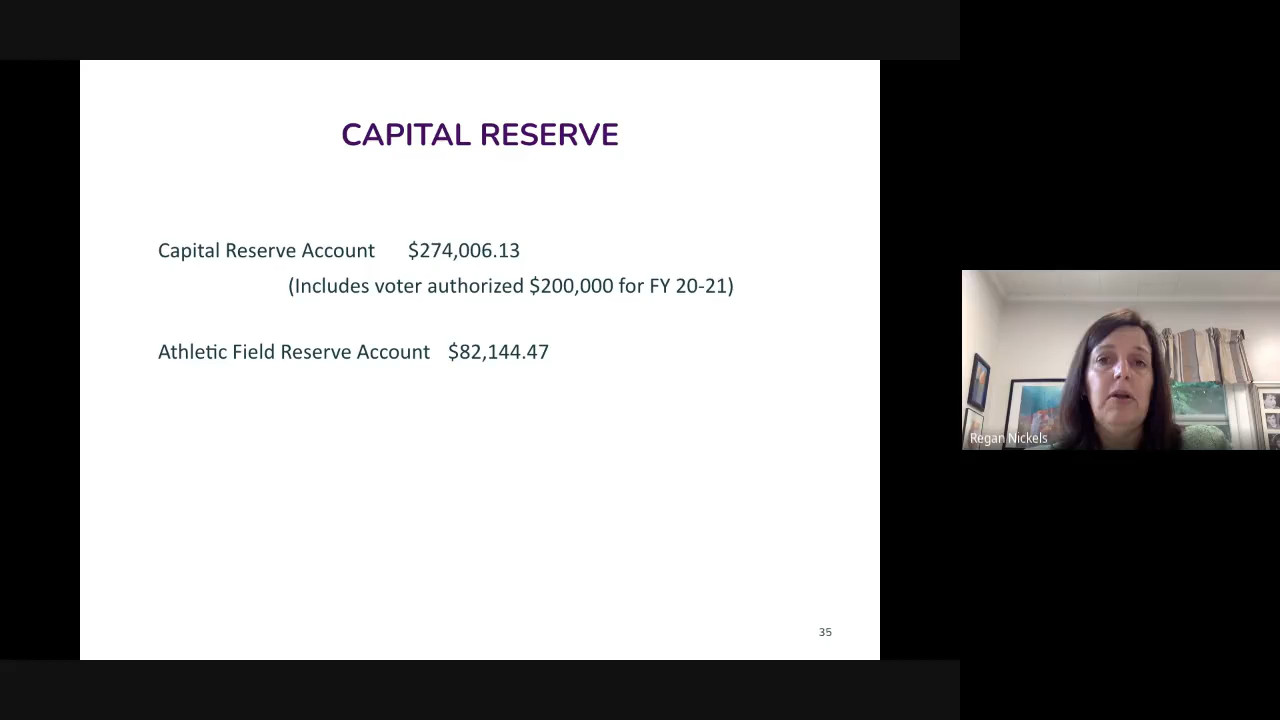 CAPITAL RESERVE
Capital Reserve Account $274,006.13
(Includes voter authorized $200,000 for FY 20-21)
Athletic Field Reserve Account $82,144.47
35
Regan Nickels